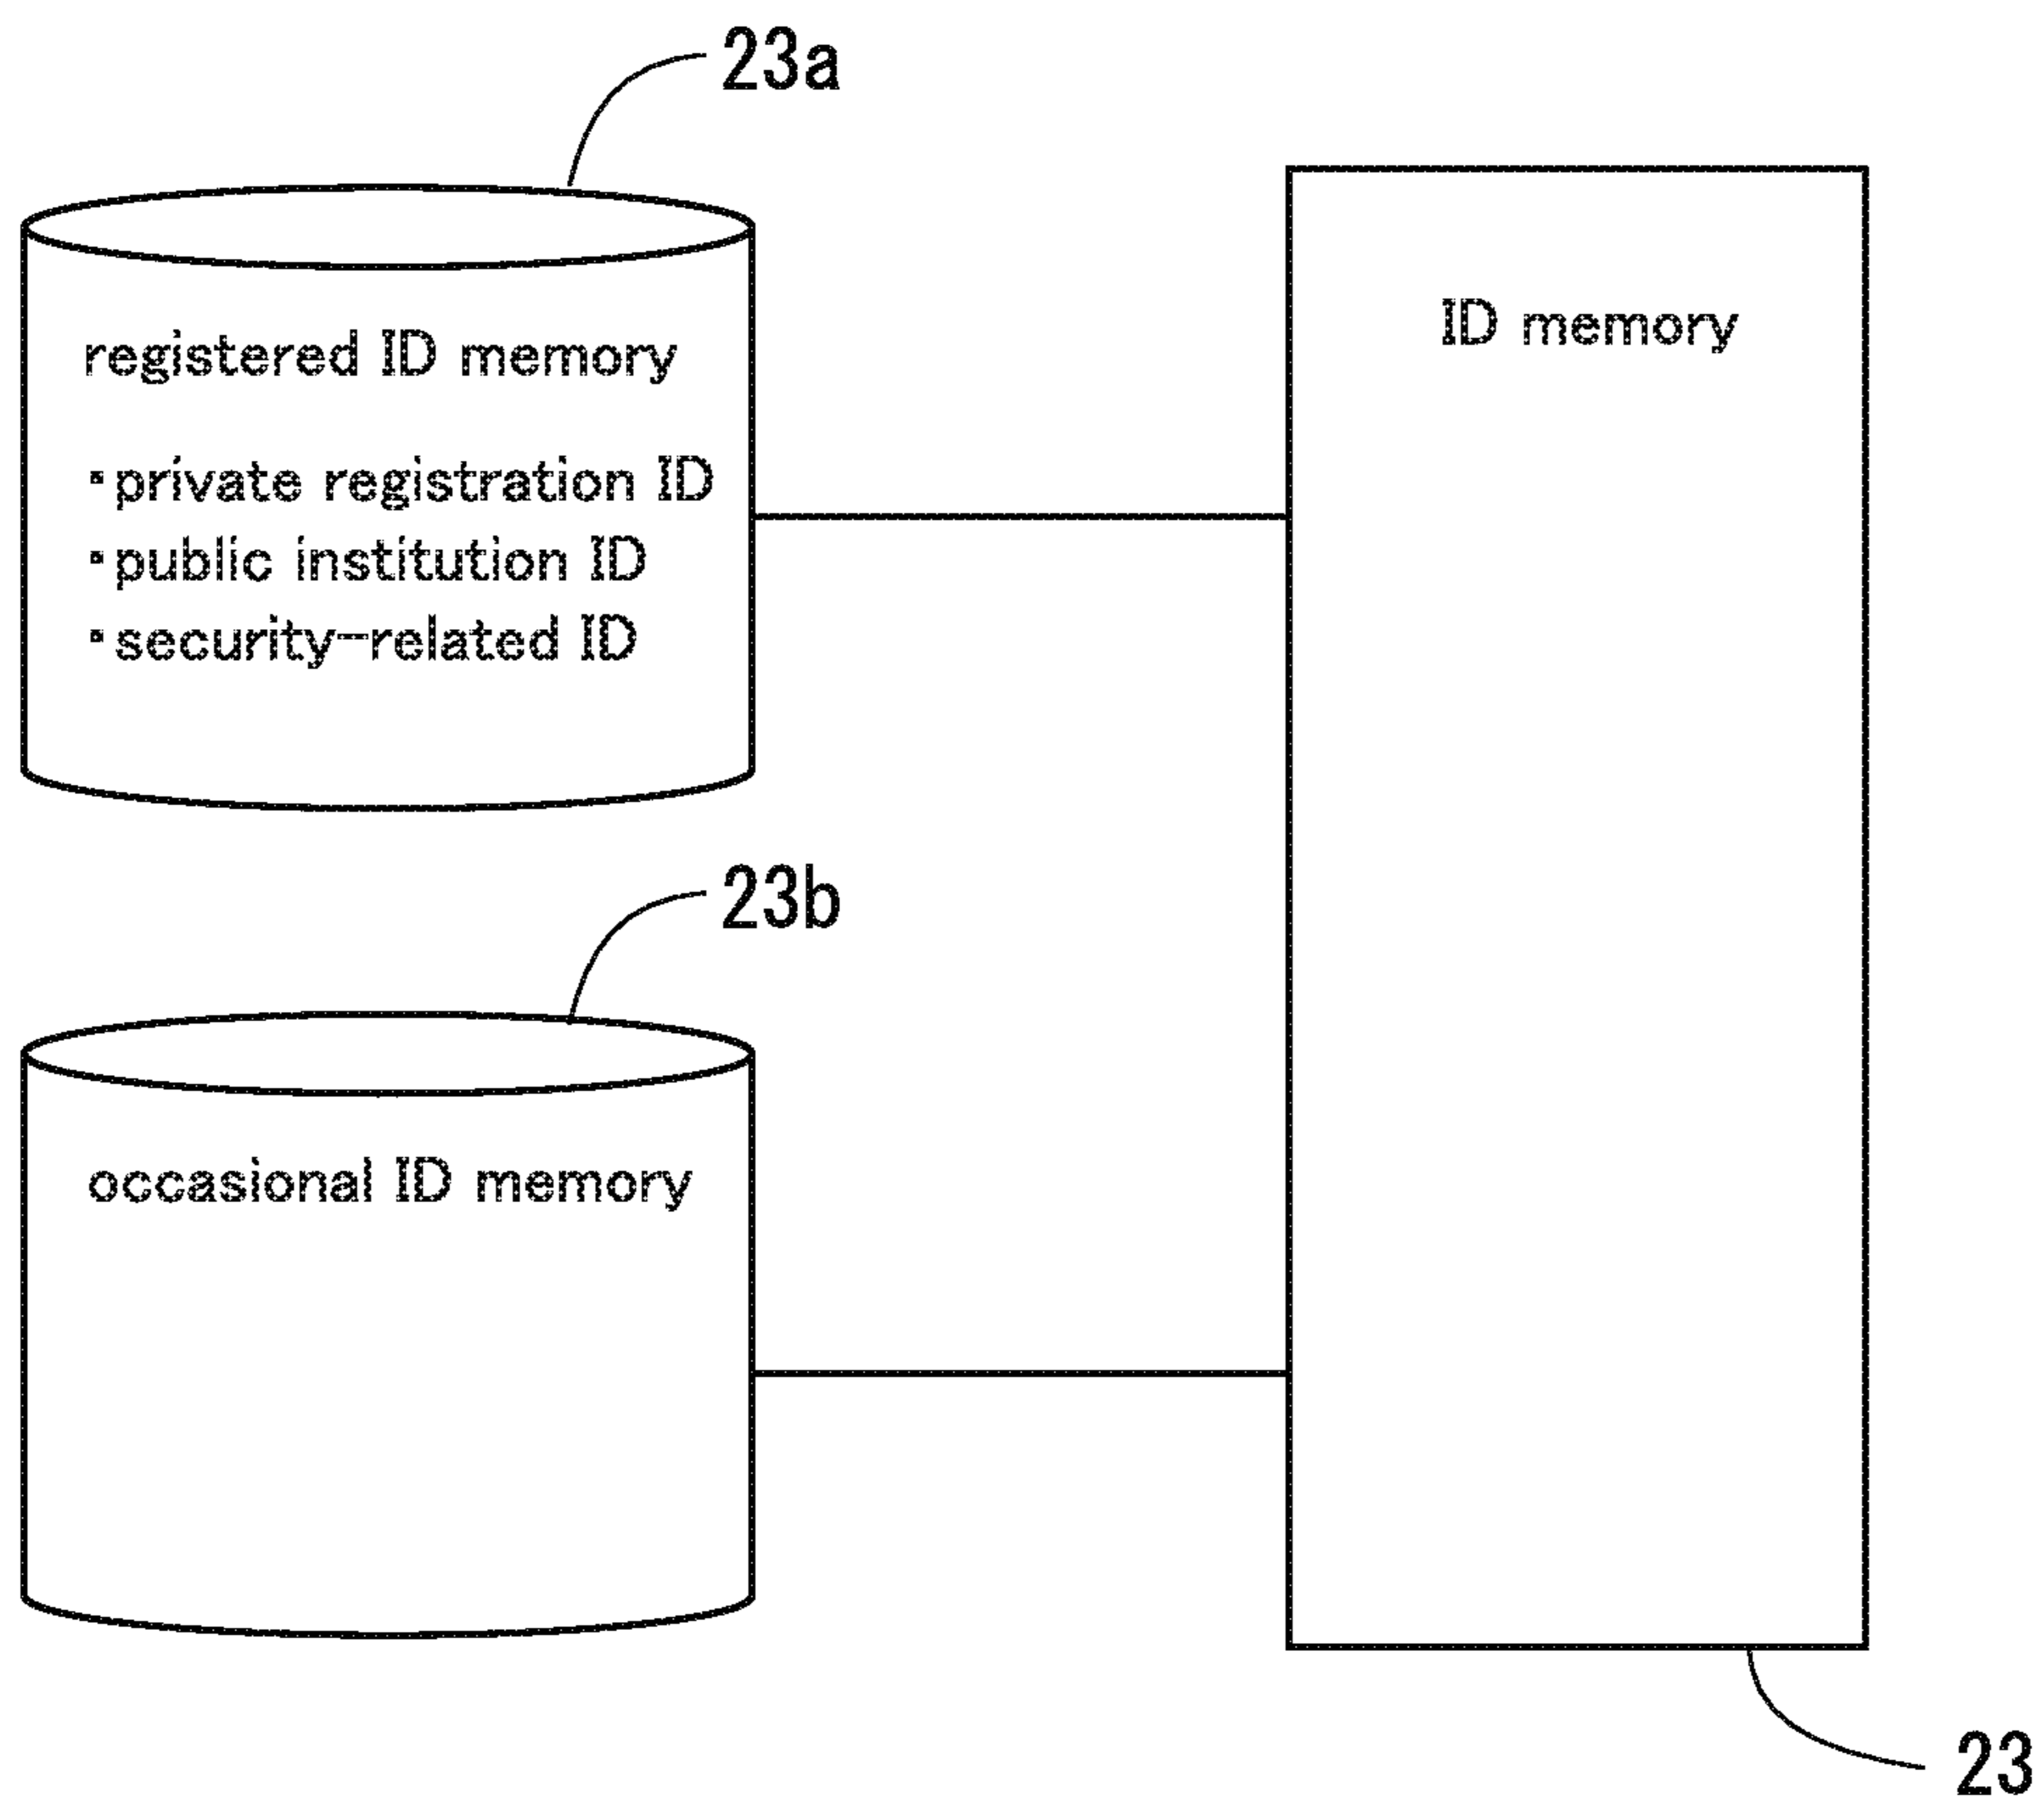 23a
registered ID memory
・private registration ID
・public institution ID
・security-related ID
ID memory
23b
occasional ID memory
23